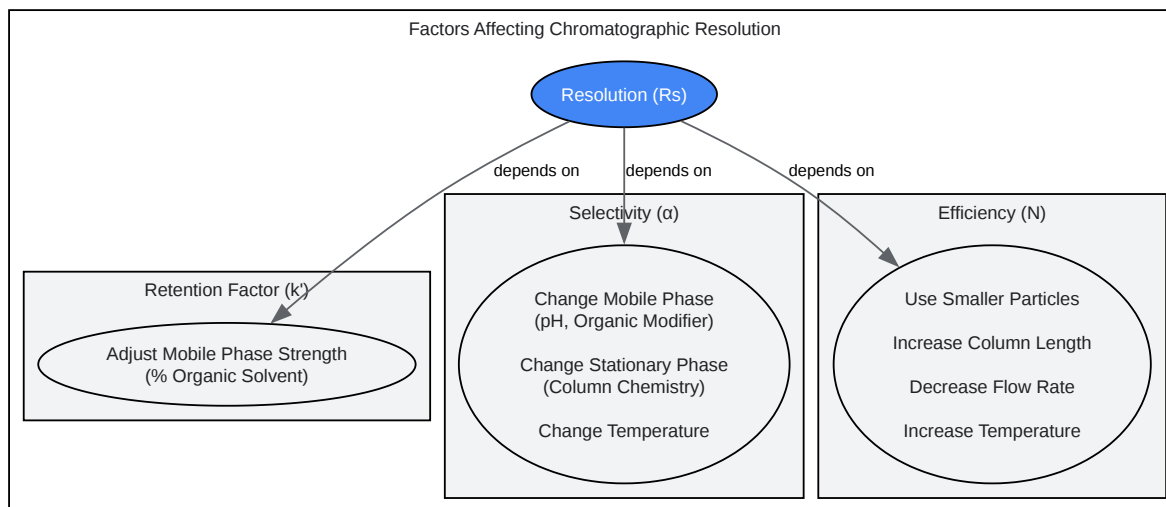 Factors Affecting Chromatographic Resolution
Resolution (Rs)
depends on
depends on
depends on
Retention Factor (k')
Adjust Mobile Phase Strength
(% Organic Solvent)
Selectivity (α)
Change Mobile Phase
(pH, Organic Modifier)
Change Stationary Phase
(Column Chemistry)
Change Temperature
Efficiency (N)
Use Smaller Particles
Increase Column Length
Decrease Flow Rate
Increase Temperature